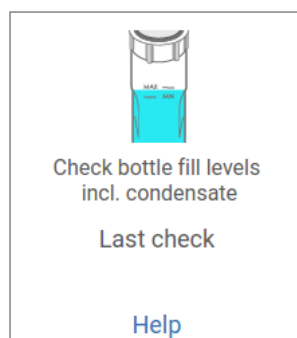 MAX
MIN
Check bottle fill levels
incl. condensate
Last check
Help